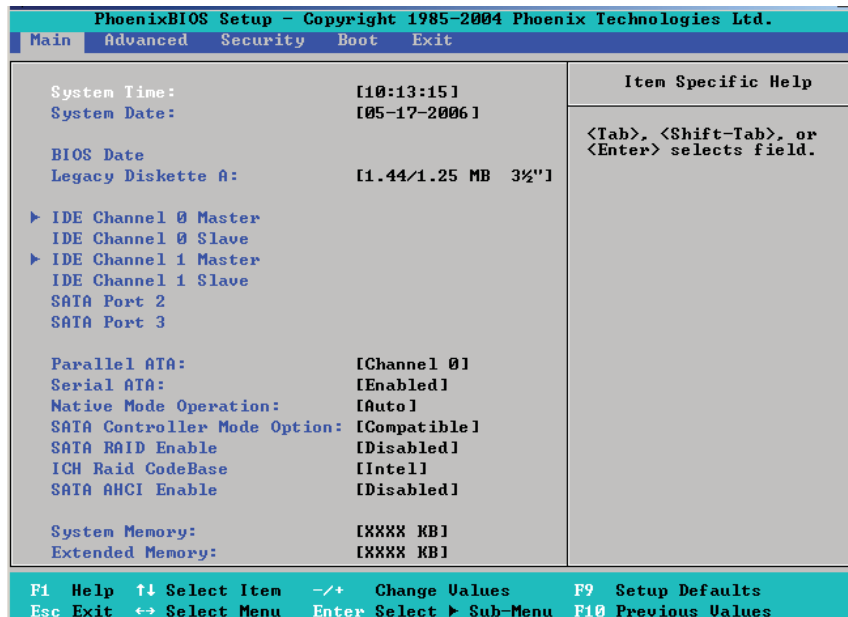 PhoenixBIOS Setup – Copyright 1985-2004 Phoenix Technologies Ltd.
Main Advanced Security Boot Exit
System Time: [10:13:15]
System Date: [05-17-2006]
BIOS Date
Legacy Diskette A: [1.44/1.25 MB 3½"]
▶ IDE Channel 0 Master
IDE Channel 0 Slave
▶ IDE Channel 1 Master
IDE Channel 1 Slave
SATA Port 2
SATA Port 3
Parallel ATA: [Channel 0]
Serial ATA: [Enabled]
Native Mode Operation: [Auto]
SATA Controller Mode Option: [Compatible]
SATA RAID Enable [Disabled]
ICH Raid CodeBase [Intel]
SATA AHCI Enable [Disabled]
System Memory: [XXXX KB]
Extended Memory: [XXXX KB]
Item Specific Help
<Tab>, <Shift-Tab>, or
<Enter> selects field.
F1 Help ↑↓ Select Item -/+ Change Values F9 Setup Defaults
Esc Exit ↔ Select Menu Enter Select ▶ Sub-Menu F10 Previous Values